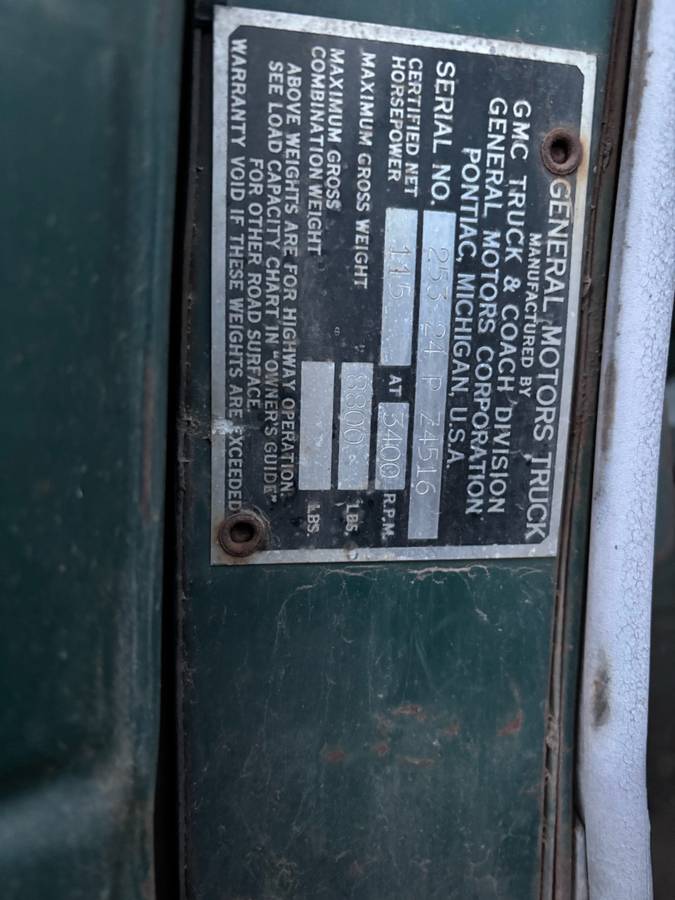 GENERAL MOTORS TRUCK
MANUFACTURED BY
GMC TRUCK & COACH DIVISION
GENERAL MOTORS CORPORATION
PONTIAC, MICHIGAN, U.S.A.
SERIAL NO. 253 24 P Z4516
CERTIFIED NET HORSEPOWER 115 AT 3400 R.P.M.
MAXIMUM GROSS WEIGHT 8800 LBS.
MAXIMUM GROSS COMBINATION WEIGHT LBS.
ABOVE WEIGHTS ARE FOR HIGHWAY OPERATION
SEE LOAD CAPACITY CHART IN "OWNER'S GUIDE"
FOR OTHER ROAD SURFACE
WARRANTY VOID IF THESE WEIGHTS ARE EXCEEDED